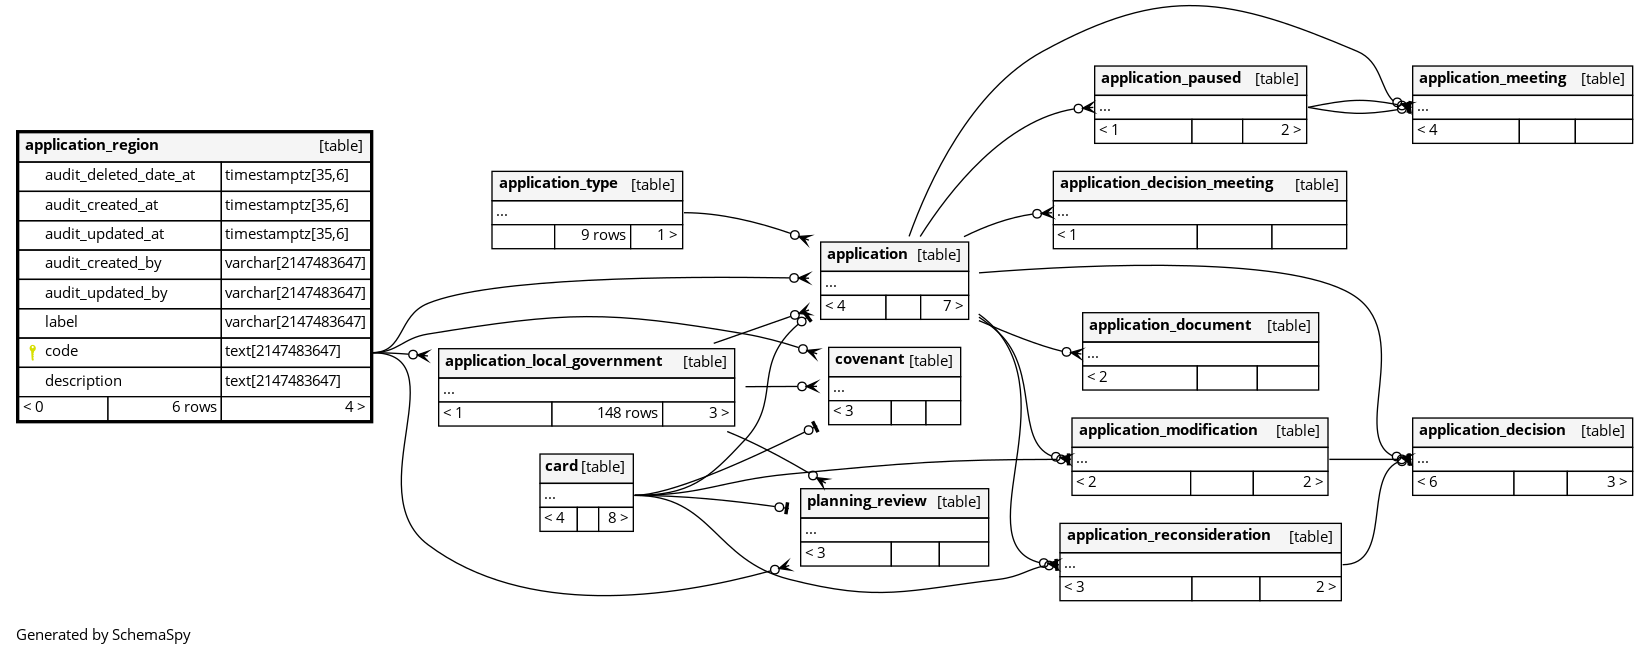 application_region [table]
audit_deleted_date_at timestamptz[35,6]
audit_created_at timestamptz[35,6]
audit_updated_at timestamptz[35,6]
audit_created_by varchar[2147483647]
audit_updated_by varchar[2147483647]
label varchar[2147483647]
code text[2147483647]
description text[2147483647]
< 0 6 rows 4 >
application_type [table]
...
9 rows 1 >
application_local_government [table]
...
< 1 148 rows 3 >
card [table]
...
< 4 8 >
application [table]
...
< 4 7 >
covenant [table]
...
< 3
planning_review [table]
...
< 3
application_paused [table]
...
< 1 2 >
application_decision_meeting [table]
...
< 1
application_document [table]
...
< 2
application_modification [table]
...
< 2 2 >
application_reconsideration [table]
...
< 3 2 >
application_meeting [table]
...
< 4
application_decision [table]
...
< 6 3 >
Generated by SchemaSpy